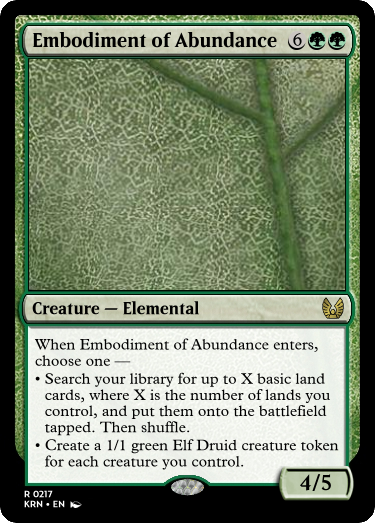 Embodiment of Abundance 6
Creature — Elemental
When Embodiment of Abundance enters,
choose one —
• Search your library for up to X basic land
cards, where X is the number of lands you
control, and put them onto the battlefield
tapped. Then shuffle.
• Create a 1/1 green Elf Druid creature token
for each creature you control.
4/5
R 0217
KRN • EN